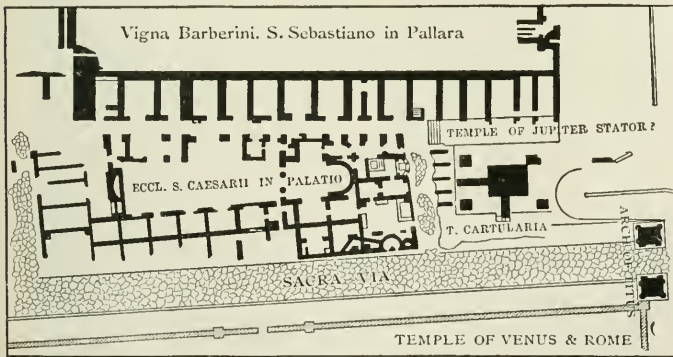 Vigna Barberini. S. Sebastiano in Pallara
TEMPLE OF JUPITER STATOR?
ECCL. S. CAESARII IN PALATIO
T. CARTULARIA
ARCH OF TITUS
SACRA VIA
TEMPLE OF VENUS & ROME